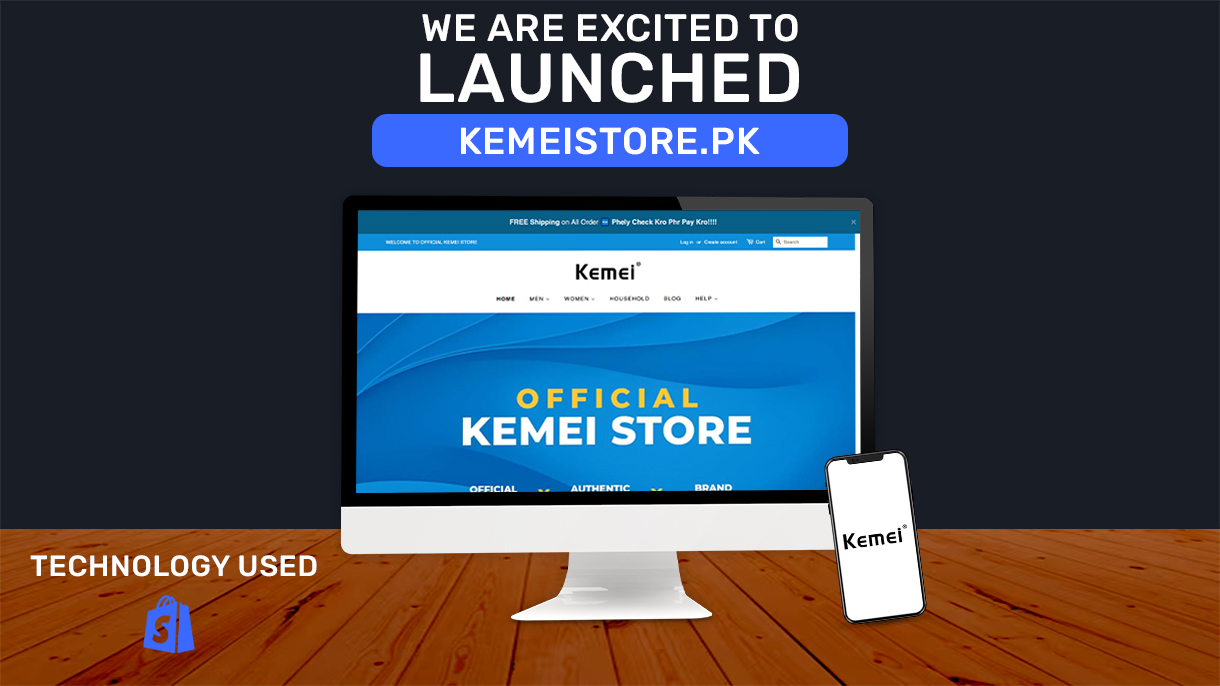 WE ARE EXCITED TO
LAUNCHED
KEMEISTORE.PK
FREE Shipping on All Order Phely Check Kro Phr Pay Kro!!!!
WELCOME TO OFFICIAL KEMEI STORE
Log in or Create account Cart Search
Kemei®
HOME MEN WOMEN HOUSEHOLD BLOG HELP
OFFICIAL
KEMEI STORE
OFFICIAL AUTHENTIC BRAND
Kemei®
TECHNOLOGY USED
S